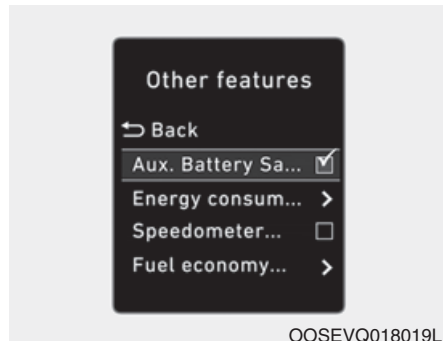 Other features
Back
Aux. Battery Sa...
Energy consum...
Speedometer...
Fuel economy...
OOSEVQ018019L